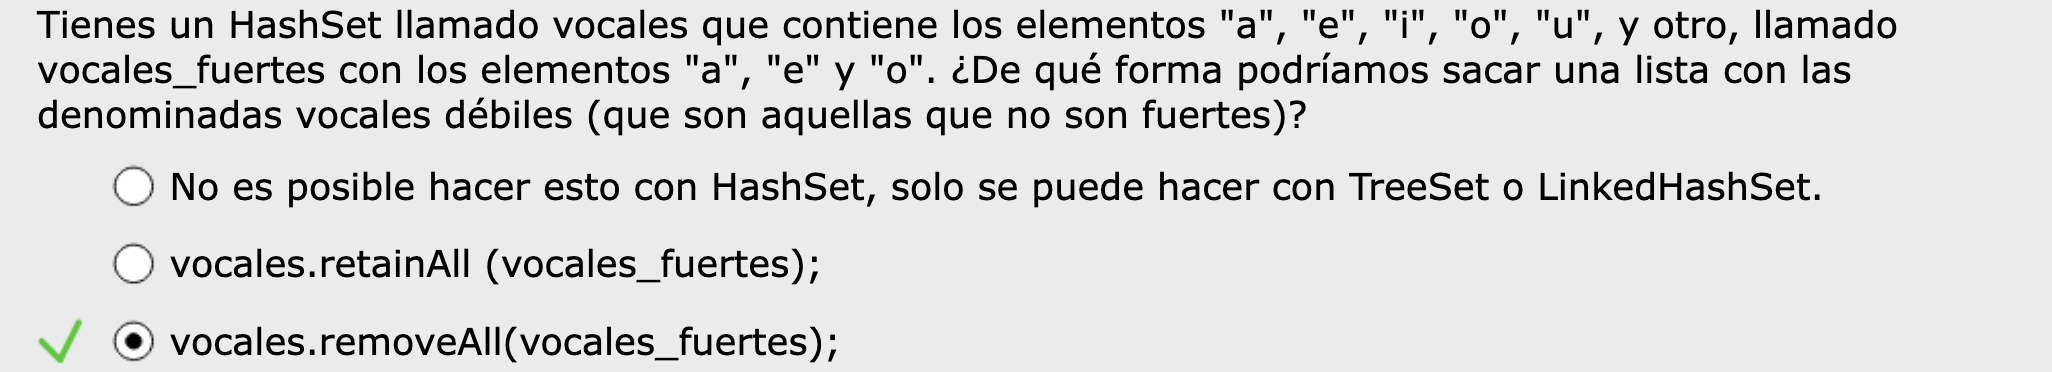 Tienes un HashSet llamado vocales que contiene los elementos "a", "e", "i", "o", "u", y otro, llamado
vocales_fuertes con los elementos "a", "e" y "o". ¿De qué forma podríamos sacar una lista con las
denominadas vocales débiles (que son aquellas que no son fuertes)?
No es posible hacer esto con HashSet, solo se puede hacer con TreeSet o LinkedHashSet.
vocales.retainAll (vocales_fuertes);
vocales.removeAll(vocales_fuertes);